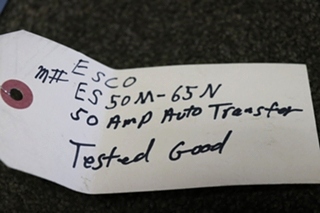 ESCO
m# ES50M-65N
50 Amp Auto Transfer
Tested Good